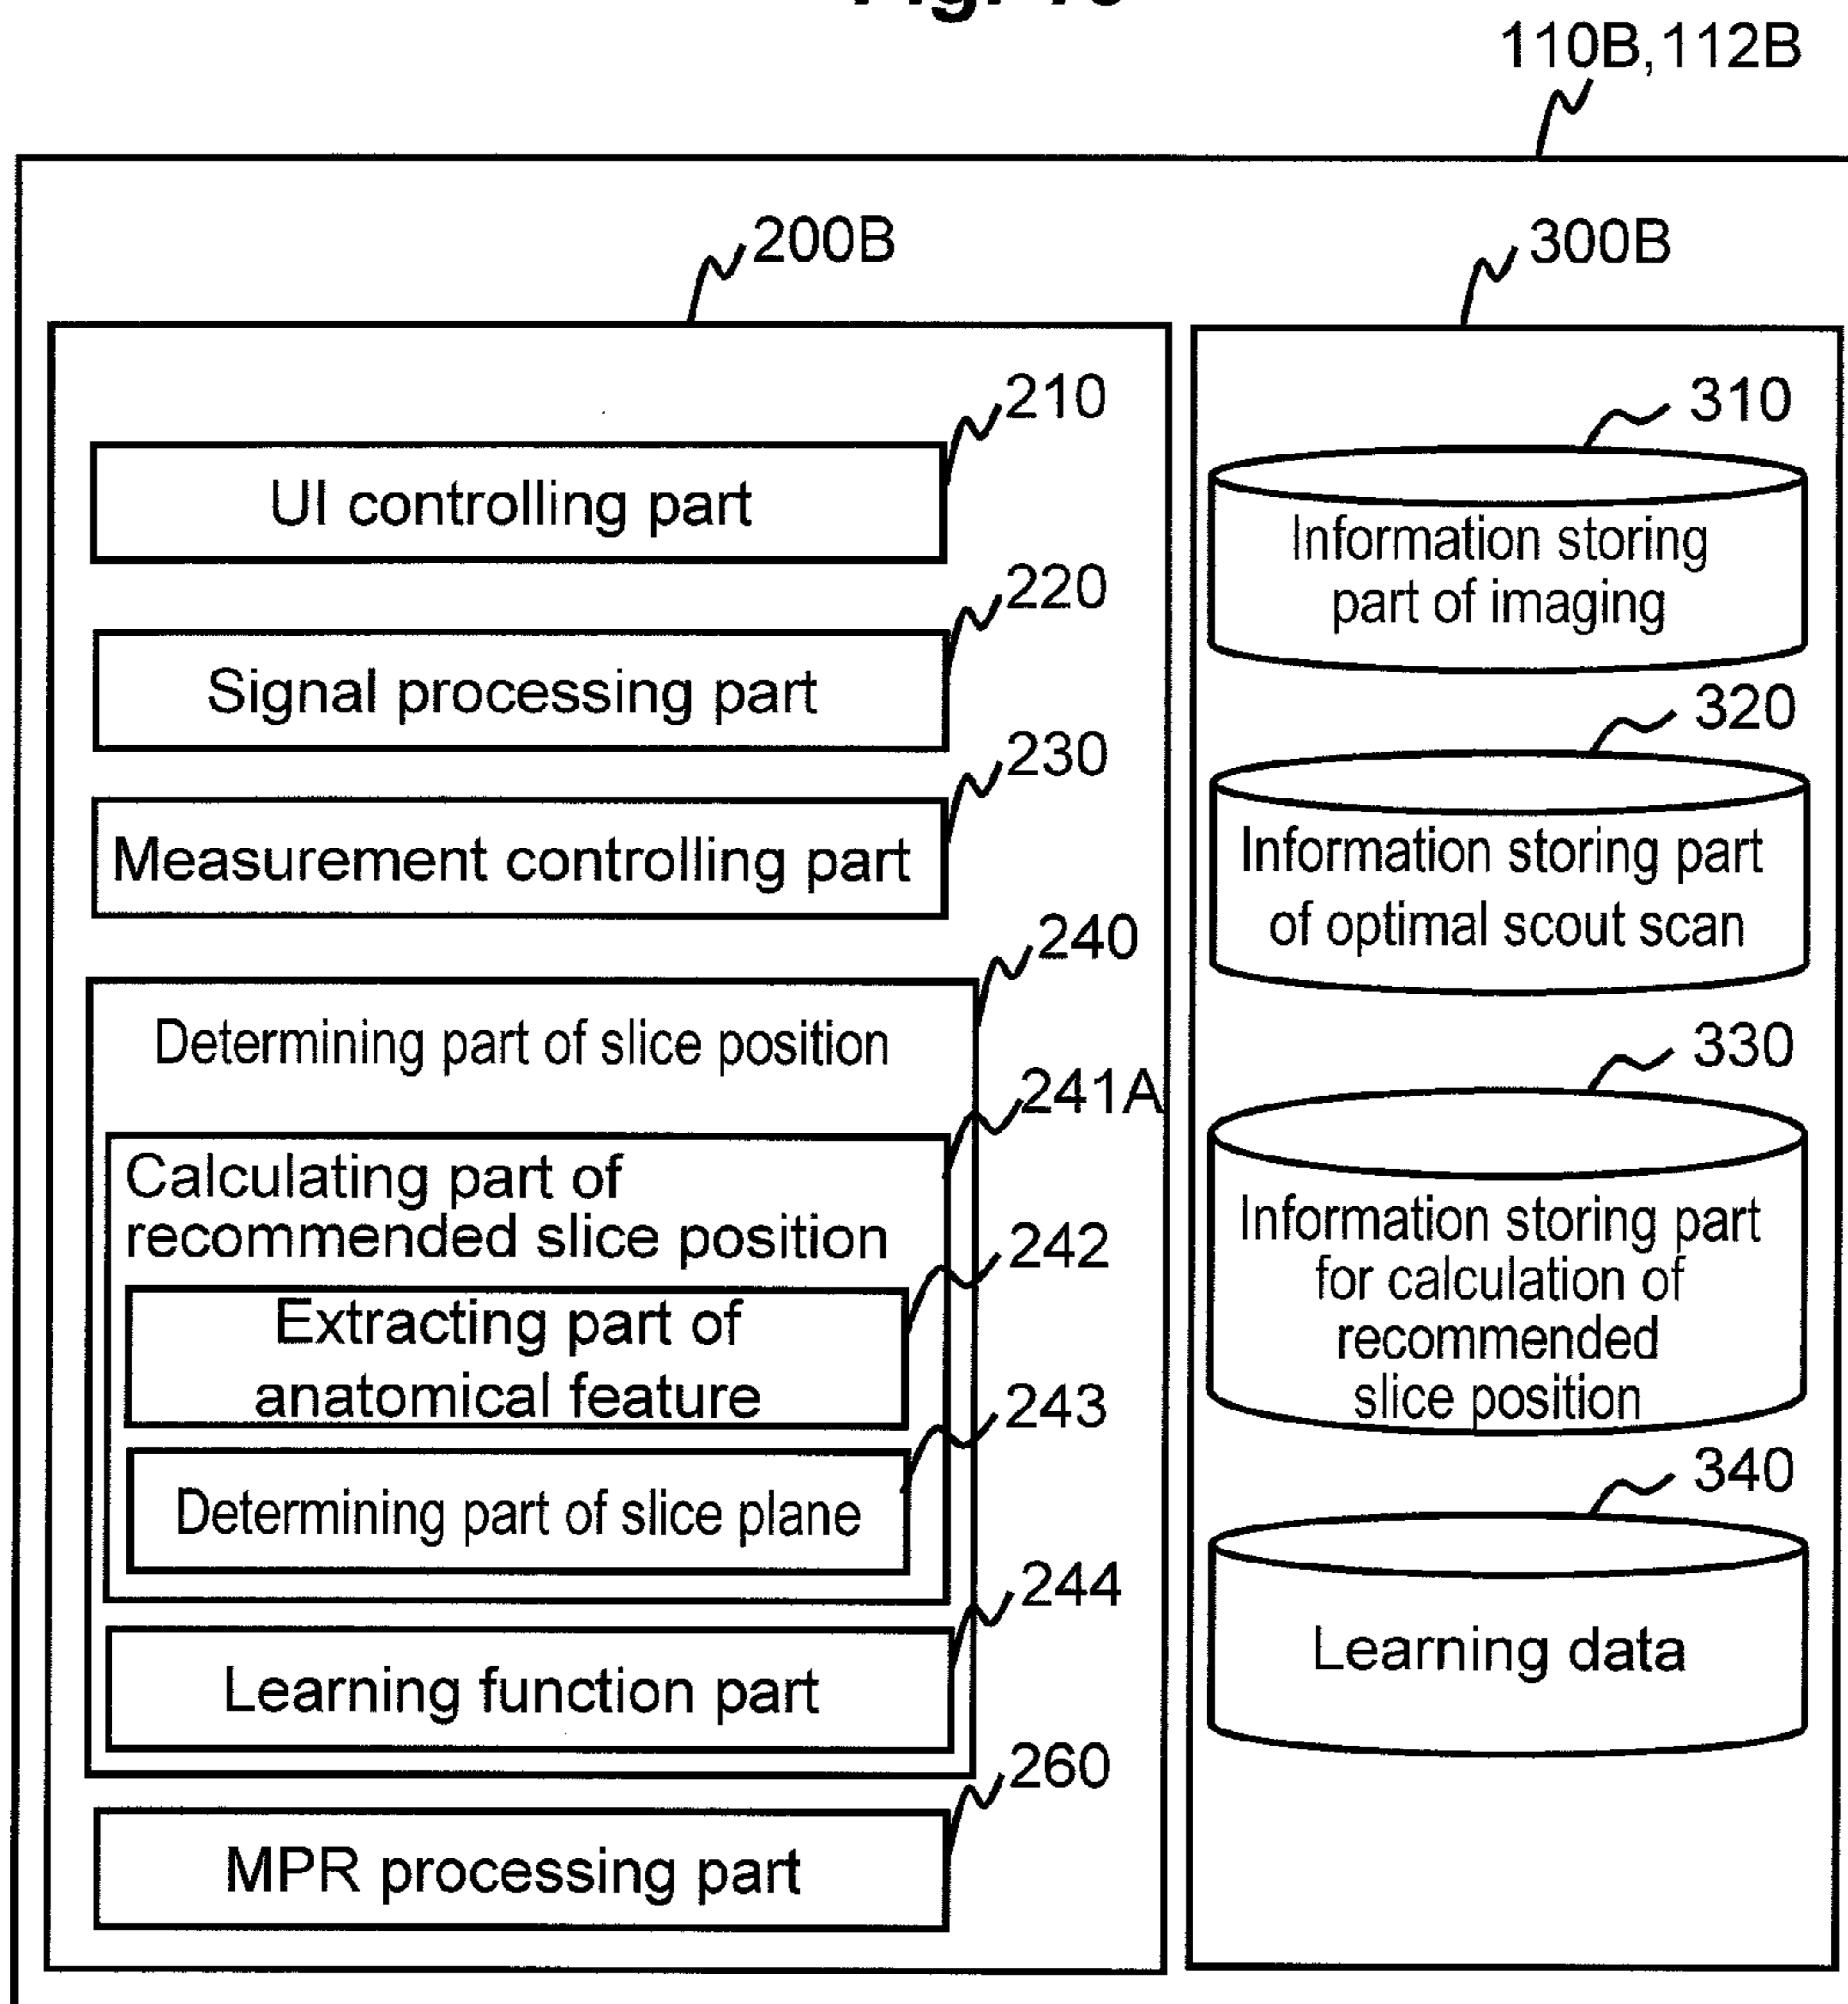 110B,112B
200B
300B
210
UI controlling part
220
Signal processing part
230
Measurement controlling part
240
Determining part of slice position
241A
Calculating part of
recommended slice position
242
Extracting part of
anatomical feature
243
Determining part of slice plane
244
Learning function part
260
MPR processing part
310
Information storing
part of imaging
320
Information storing part
of optimal scout scan
330
Information storing part
for calculation of
recommended
slice position
340
Learning data